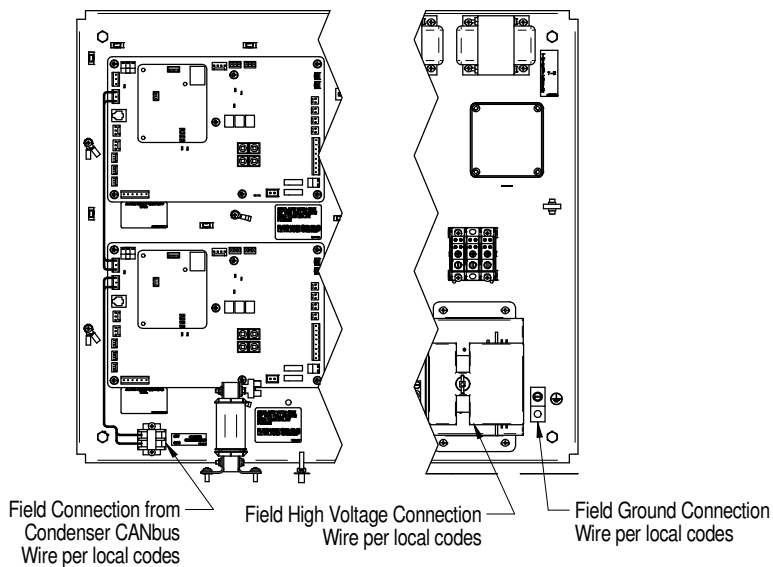 Field Connection from
Condenser CANbus
Wire per local codes
Field High Voltage Connection
Wire per local codes
Field Ground Connection
Wire per local codes